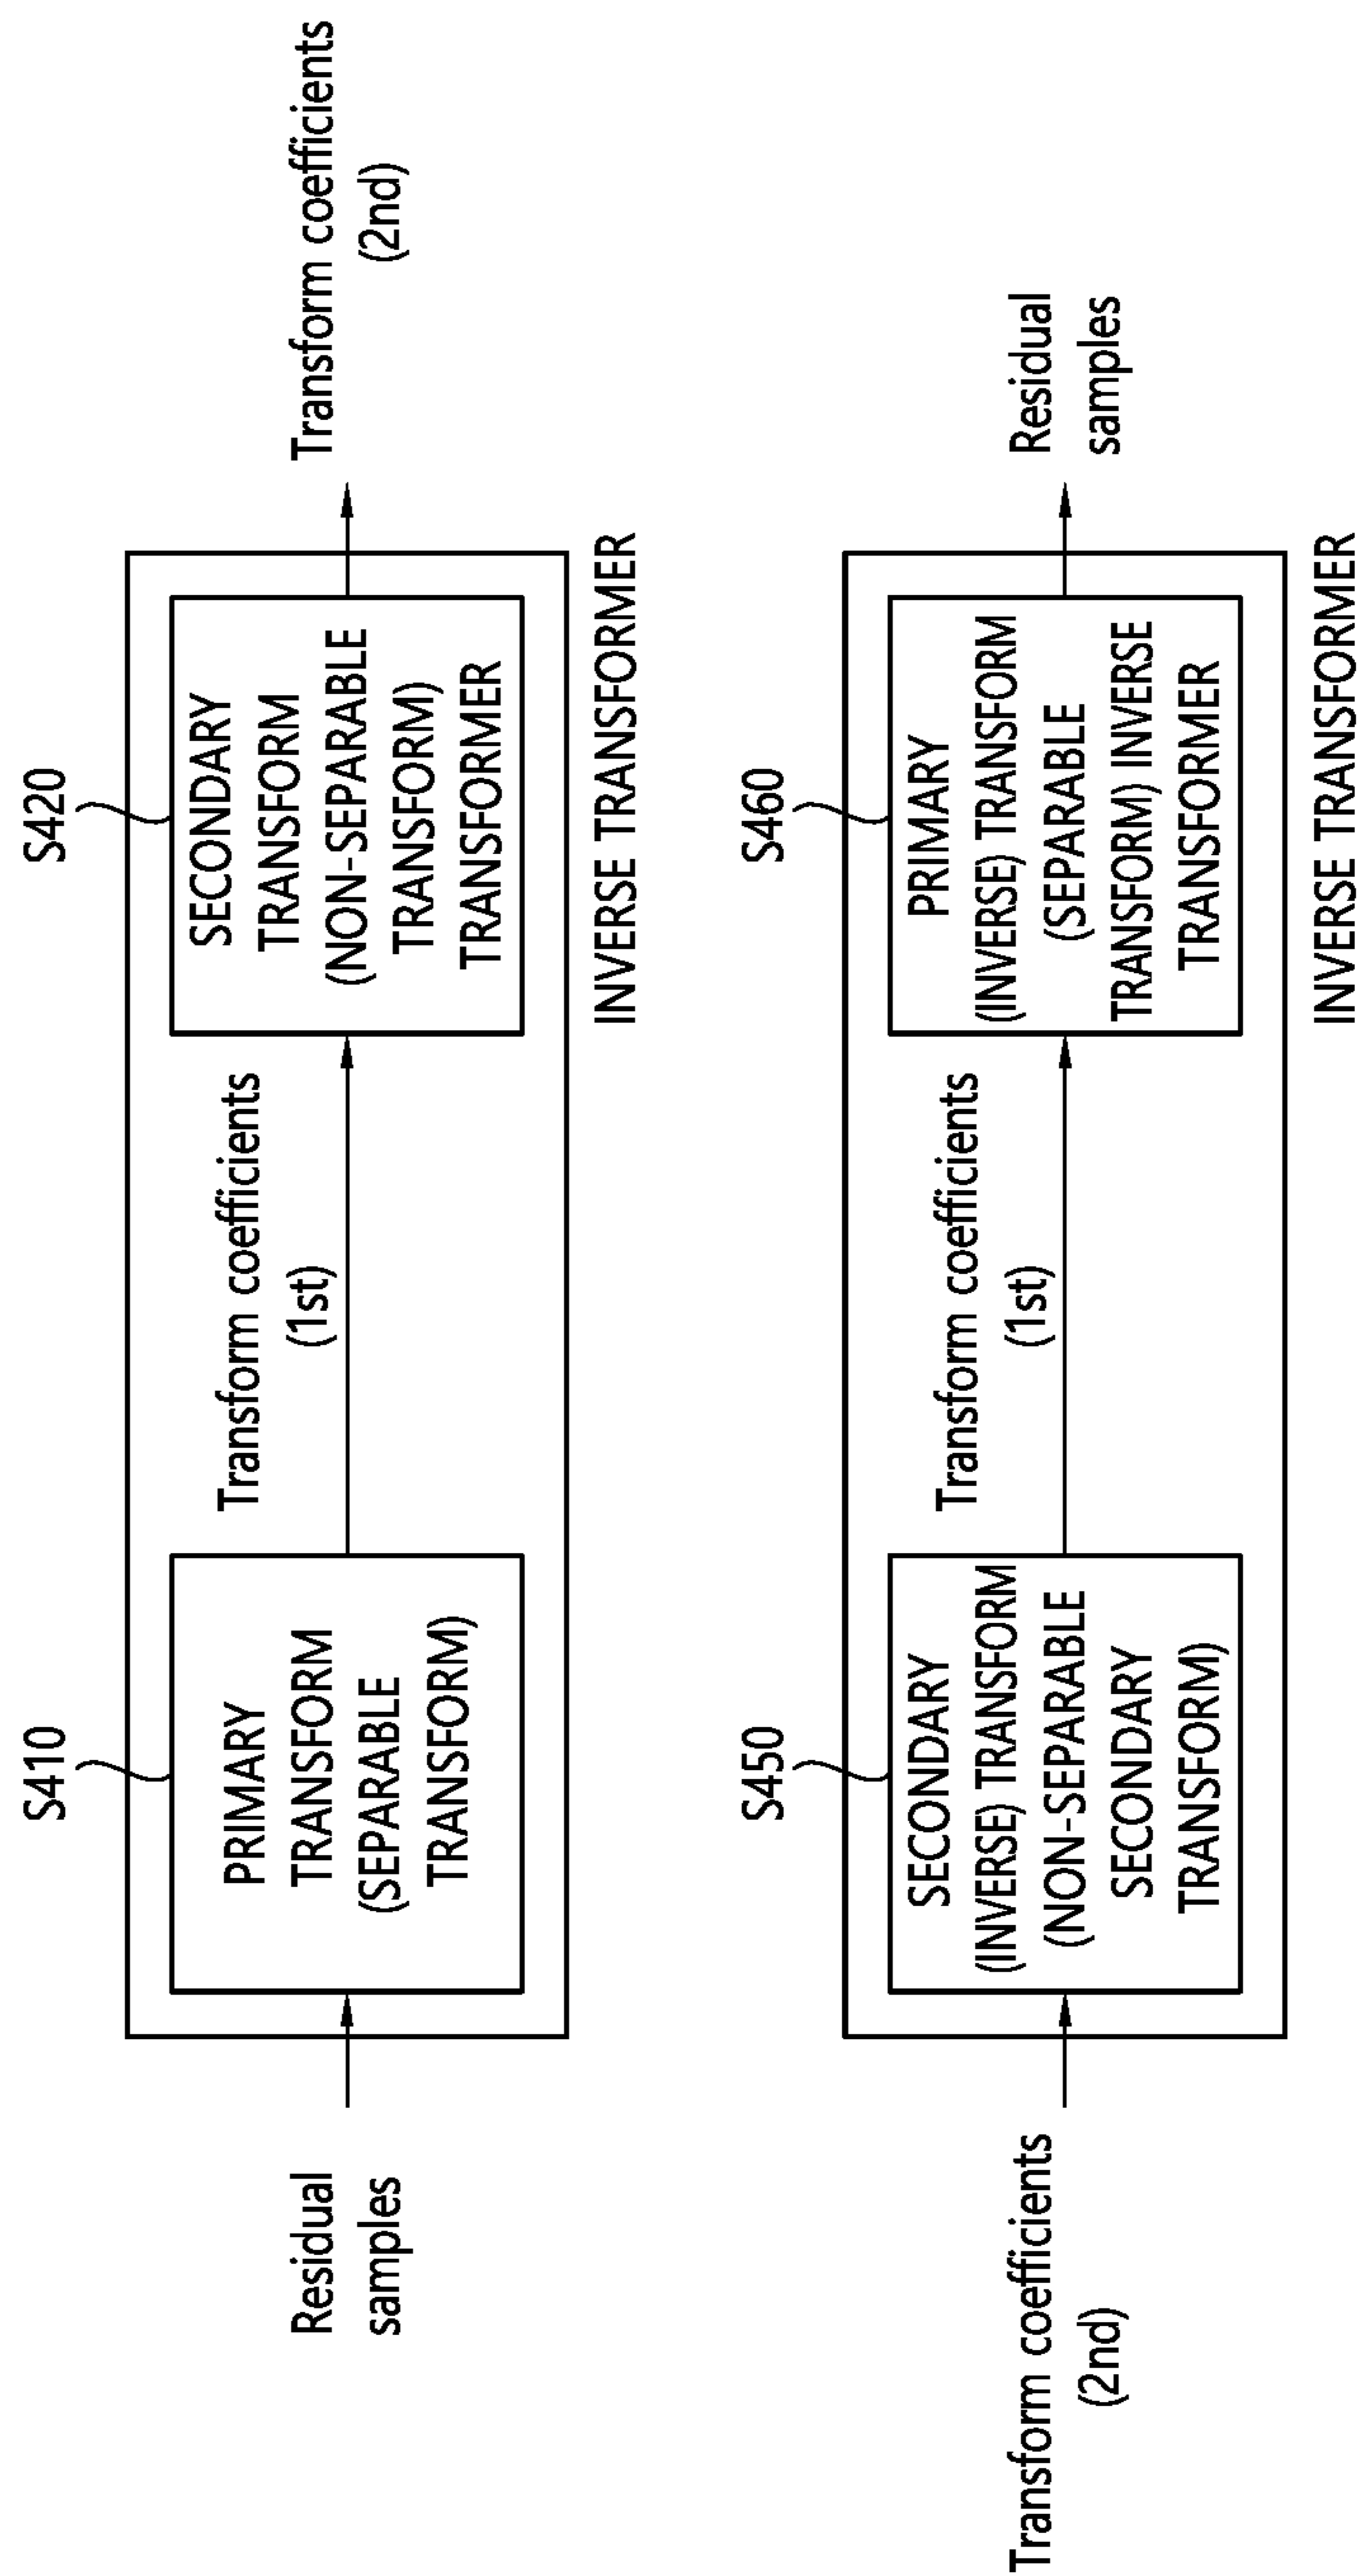 S410
S420
Residual
samples
PRIMARY
TRANSFORM
(SEPARABLE
TRANSFORM)
Transform coefficients
(1st)
SECONDARY
TRANSFORM
(NON-SEPARABLE
TRANSFORM)
TRANSFORMER
Transform coefficients
(2nd)
INVERSE TRANSFORMER
S450
S460
Transform coefficients
(2nd)
SECONDARY
(INVERSE) TRANSFORM
(NON-SEPARABLE
SECONDARY
TRANSFORM)
Transform coefficients
(1st)
PRIMARY
(INVERSE) TRANSFORM
(SEPARABLE
TRANSFORM) INVERSE
TRANSFORMER
Residual
samples
INVERSE TRANSFORMER